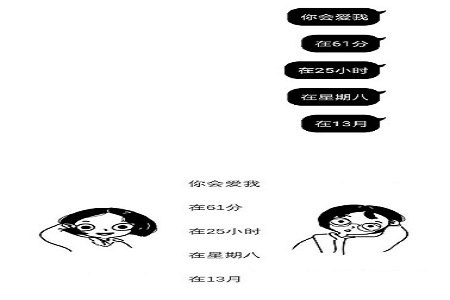 你会爱我
在61分
在25小时
在星期八
在13月
你会爱我
在61分
在25小时
在星期八
在13月